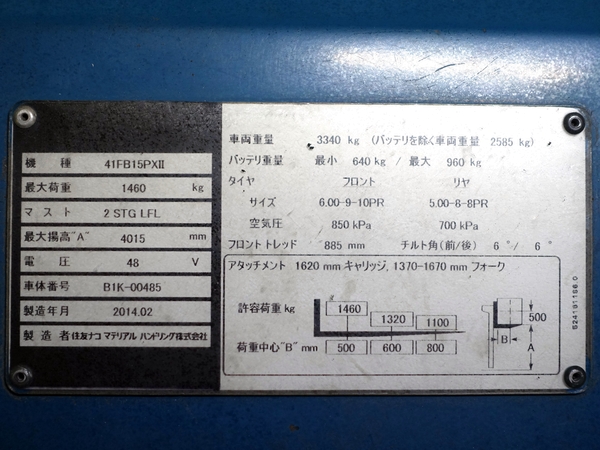 機種 41FB15PXII
最大荷重 1460 kg
マスト 2 STG LFL
最大揚高"A" 4015 mm
電圧 48 V
車体番号 B1K-00485
製造年月 2014.02
製造者 住友ナコ マテリアル ハンドリング株式会社
車両重量 3340 kg (バッテリを除く車両重量 2585 kg)
バッテリ重量 最小 640 kg / 最大 960 kg
タイヤ フロント リヤ
サイズ 6.00-9-10PR 5.00-8-8PR
空気圧 850 kPa 700 kPa
フロントトレッド 885 mm チルト角(前/後) 6° / 6°
アタッチメント 1620 mm キャリッジ, 1370-1670 mm フォーク
許容荷重 kg 1460 1320 1100
荷重中心"B" mm 500 600 800
500
B
A